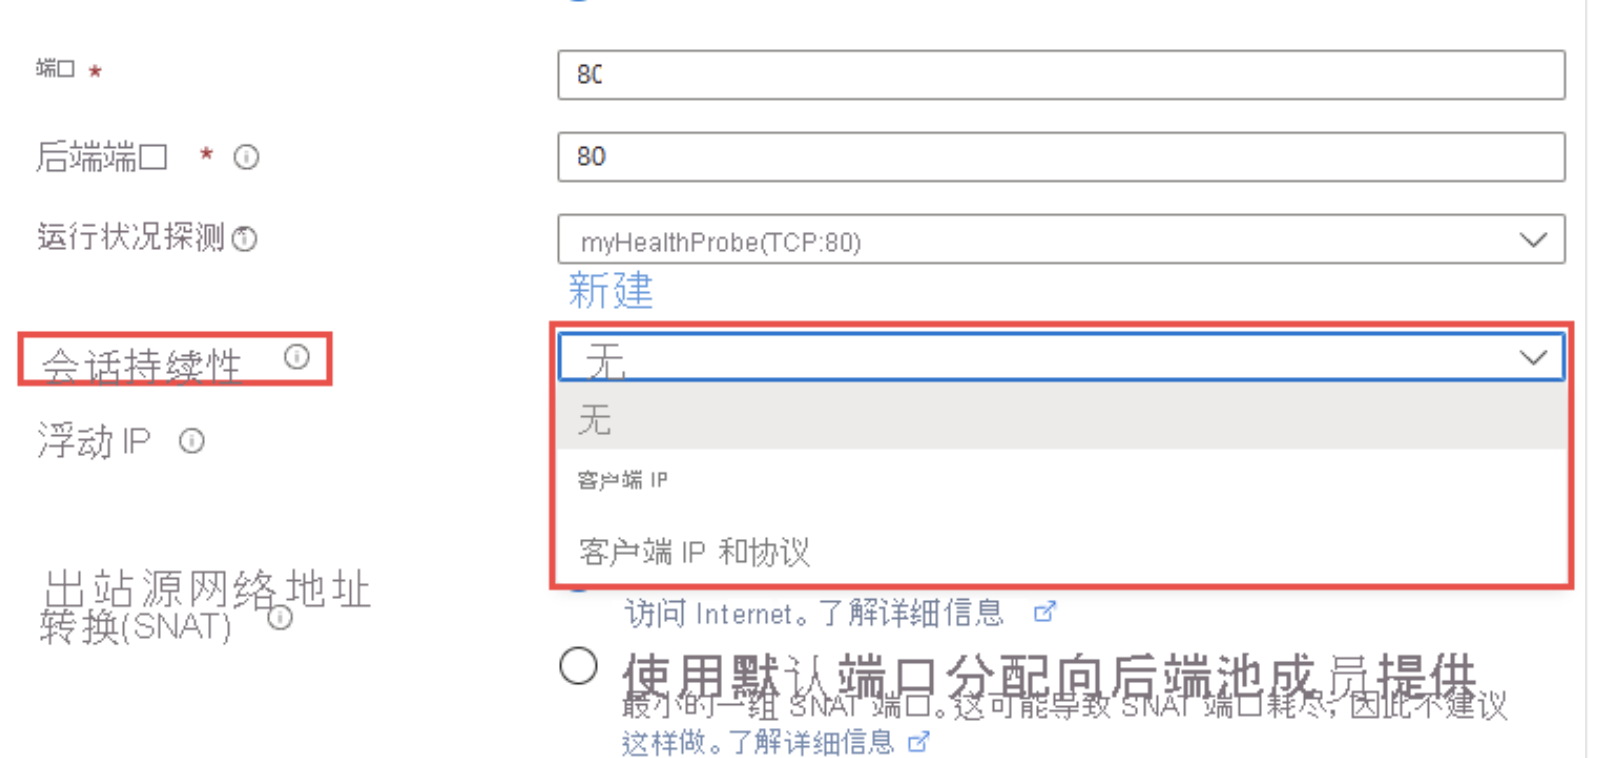 端口 *
80
后端端口 *
80
运行状况探测
myHealthProbe(TCP:80)
新建
会话持续性
无
无
浮动 IP
客户端 IP
客户端 IP 和协议
出站源网络地址
转换(SNAT)
访问 Internet。了解详细信息
使用默认端口分配向后端池成员提供
最小的一组 SNAT 端口。这可能导致 SNAT 端口耗尽，因此不建议
这样做。了解详细信息